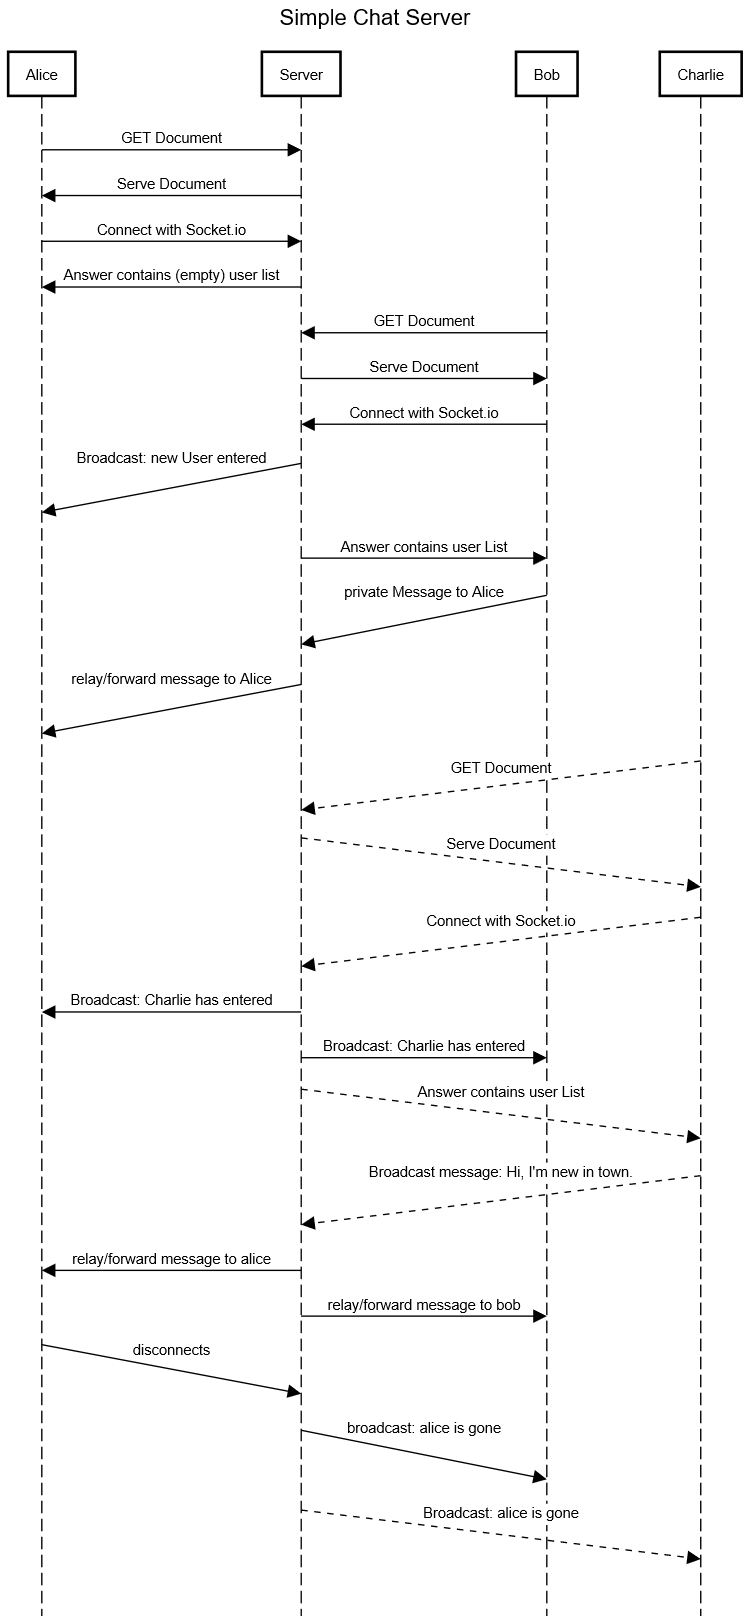 Simple Chat Server
Alice
Server
Bob
Charlie
GET Document
Serve Document
Connect with Socket.io
Answer contains (empty) user list
GET Document
Serve Document
Connect with Socket.io
Broadcast: new User entered
Answer contains user List
private Message to Alice
relay/forward message to Alice
GET Document
Serve Document
Connect with Socket.io
Broadcast: Charlie has entered
Broadcast: Charlie has entered
Answer contains user List
Broadcast message: Hi, I'm new in town.
relay/forward message to alice
relay/forward message to bob
disconnects
broadcast: alice is gone
Broadcast: alice is gone